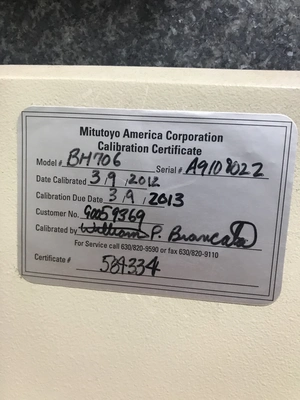 Mitutoyo America Corporation
Calibration Certificate
Model # BH706 Serial # A9108022
Date Calibrated 3/9/2012
Calibration Due Date 3/9/2013
Customer No. 90059369
Calibrated by William P. Brancato
For Service call 630/820-9590 or fax 630/820-9110
Certificate # 584334